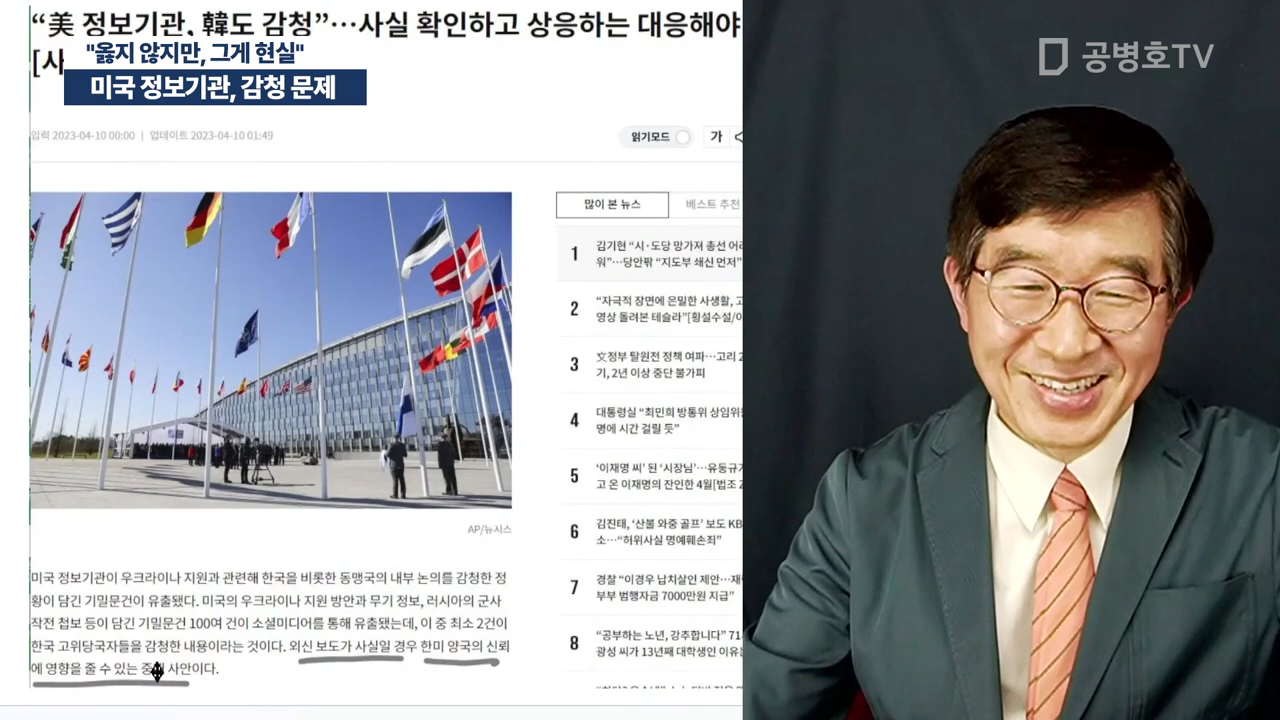 “美 정보기관, 韓도 감청”…사실 확인하고 상응하는 대응해야
[사
"옳지 않지만, 그게 현실"
미국 정보기관, 감청 문제
공병호TV
입력 2023-04-10 00:00 | 업데이트 2023-04-10 01:49
읽기모드
가
많이 본 뉴스
베스트 추천
1
김기현 “시·도당 망가져 총선 어려
워”…당안팎 “지도부 쇄신 먼저”
2
“자극적 장면에 은밀한 사생활, 고
영상 돌려본 테슬라”[횡설수설/이
3
文정부 탈원전 정책 여파…고리 2
기, 2년 이상 중단 불가피
4
대통령실 “최민희 방통위 상임위원
명에 시간 걸릴 듯”
5
‘이재명 씨’ 된 ‘시장님’…유동규가
고 온 이재명의 잔인한 4월[법조 2
6
김진태, ‘산불 와중 골프’ 보도 KB
소…“허위사실 명예훼손죄”
7
경찰 “이경우 납치살인 제안…재
부부 범행자금 7000만원 지급”
8
“공부하는 노년, 강추합니다” 71
광성 씨가 13년째 대학생인 이유는
AP/뉴시스
미국 정보기관이 우크라이나 지원과 관련해 한국을 비롯한 동맹국의 내부 논의를 감청한 정
황이 담긴 기밀문건이 유출됐다. 미국의 우크라이나 지원 방안과 무기 정보, 러시아의 군사
작전 첩보 등이 담긴 기밀문건 100여 건이 소셜미디어를 통해 유출됐는데, 이 중 최소 2건이
한국 고위당국자들을 감청한 내용이라는 것이다. 외신 보도가 사실일 경우 한미 양국의 신뢰
에 영향을 줄 수 있는 사안이다.